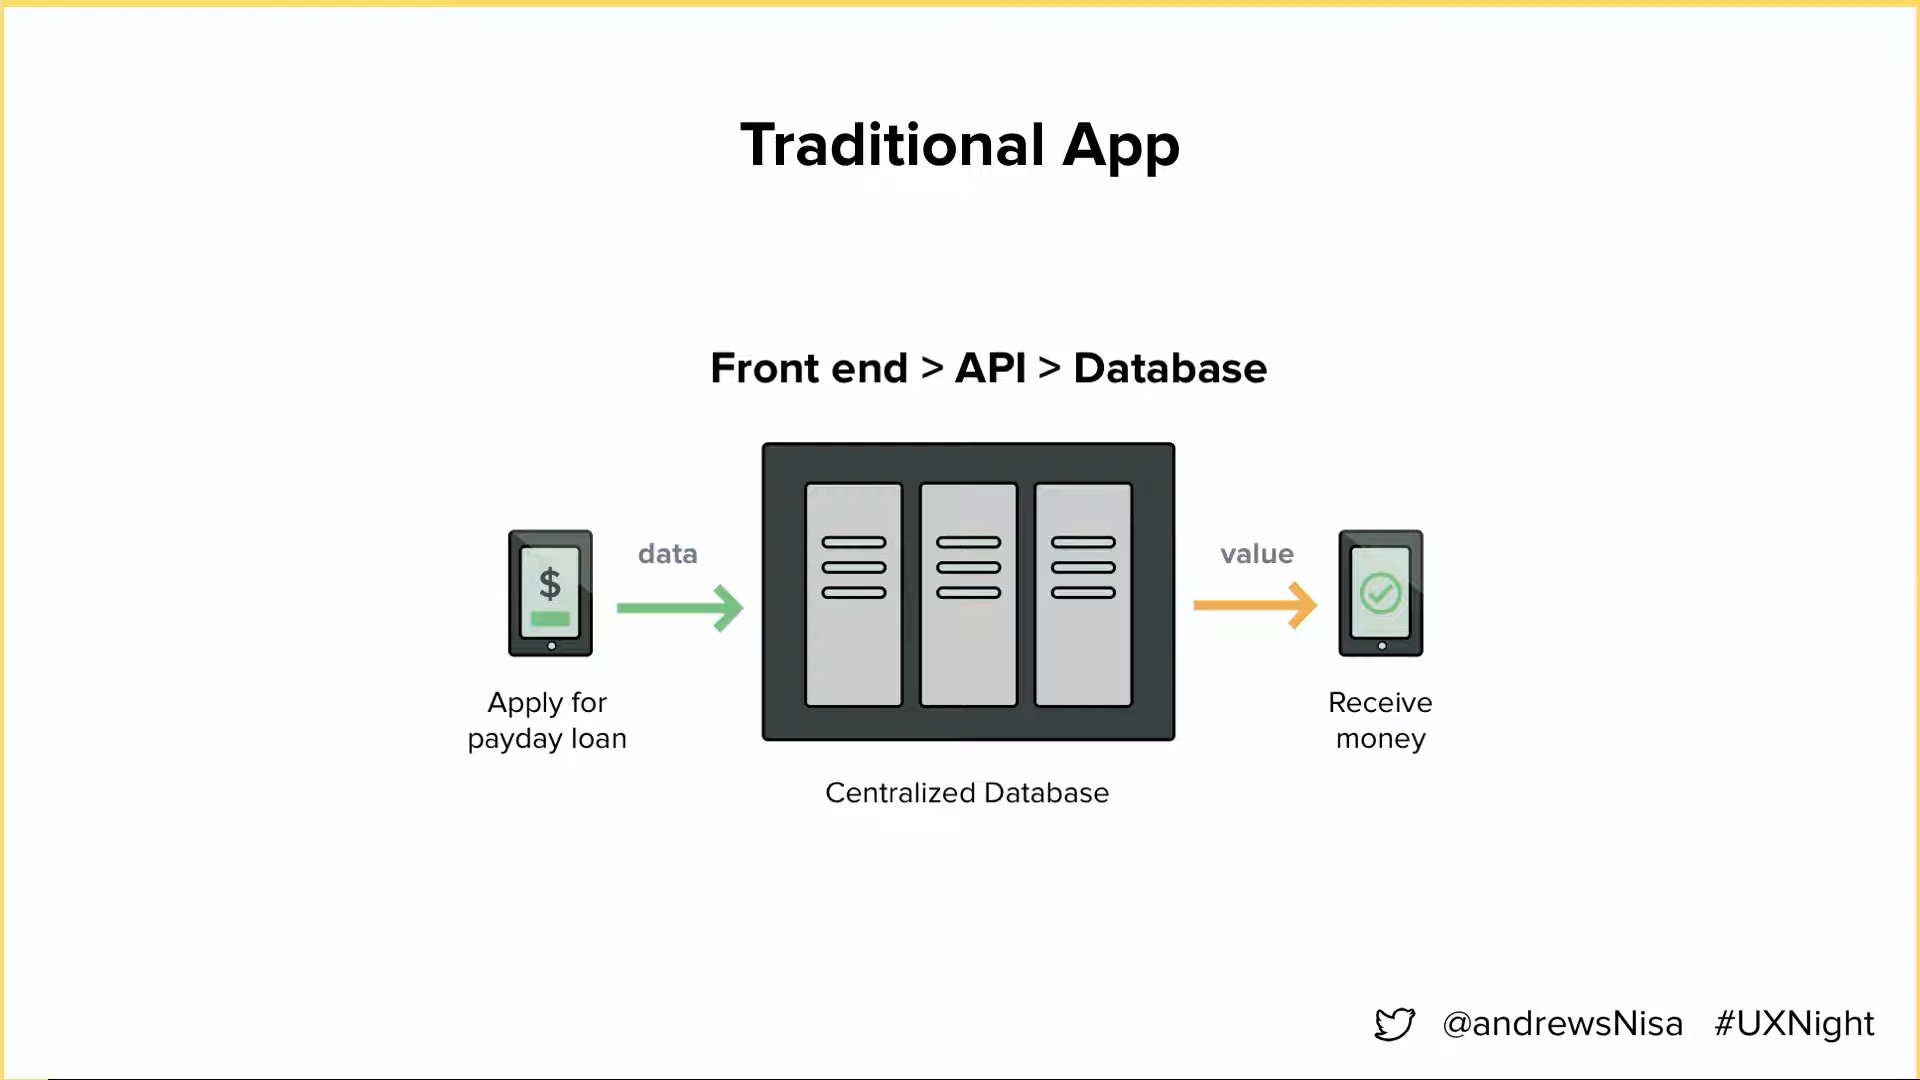 Traditional App
Front end > API > Database
data
value
$
Apply for
payday loan
Receive
money
Centralized Database
@andrewsNisa #UXNight